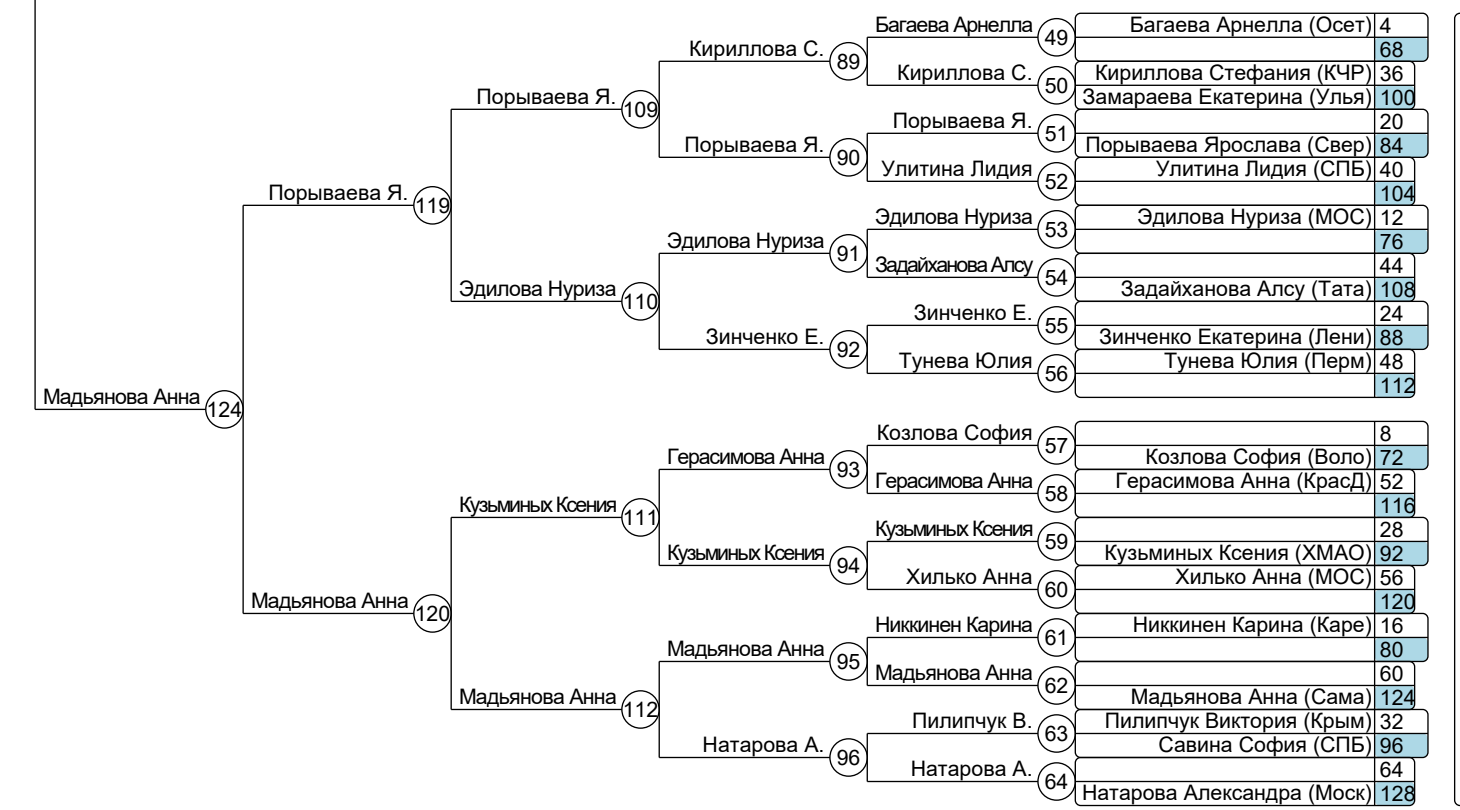 Багаева Арнелла 49 Багаева Арнелла (Осет) 4
68
Кириллова С. 89
Кириллова С. 50 Кириллова Стефания (КЧР) 36
Замараева Екатерина (Улья) 100
Порываева Я. 109
Порываева Я. 51 20
Порываева Ярослава (Свер) 84
Порываева Я. 90
Улитина Лидия 52 Улитина Лидия (СПБ) 40
104
Порываева Я. 119
Эдилова Нуриза 53 Эдилова Нуриза (МОС) 12
76
Эдилова Нуриза 91
Задайханова Алсу 54 44
Задайханова Алсу (Тата) 108
Эдилова Нуриза 110
Зинченко Е. 55 24
Зинченко Екатерина (Лени) 88
Зинченко Е. 92
Тунева Юлия 56 Тунева Юлия (Перм) 48
112
Мадьянова Анна 124
Козлова София 57 8
Козлова София (Воло) 72
Герасимова Анна 93
Герасимова Анна 58 Герасимова Анна (КрасД) 52
116
Кузьминых Ксения 111
Кузьминых Ксения 59 28
Кузьминых Ксения (ХМАО) 92
Кузьминых Ксения 94
Хилько Анна 60 Хилько Анна (МОС) 56
120
Мадьянова Анна 120
Никкинен Карина 61 Никкинен Карина (Каре) 16
80
Мадьянова Анна 95
Мадьянова Анна 62 60
Мадьянова Анна (Сама) 124
Мадьянова Анна 112
Пилипчук В. 63 Пилипчук Виктория (Крым) 32
Савина София (СПБ) 96
Натарова А. 96
Натарова А. 64 64
Натарова Александра (Моск) 128